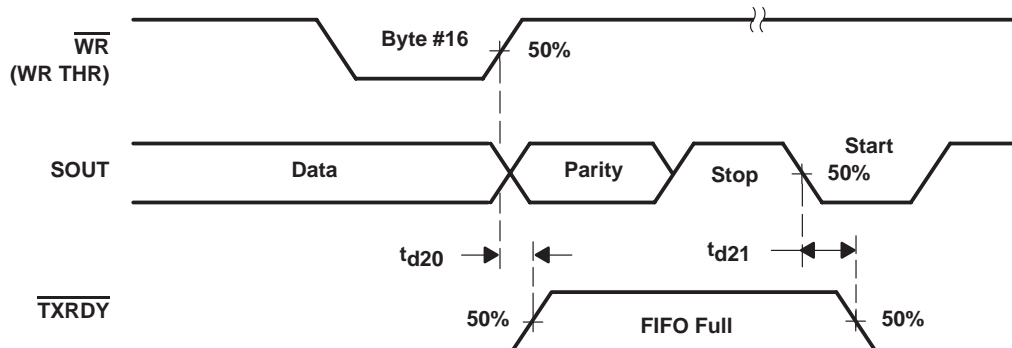 WR
(WR THR)
Byte #16
50%
SOUT
Data
Parity
Stop
Start
50%
td20
td21
TXRDY
50%
FIFO Full
50%